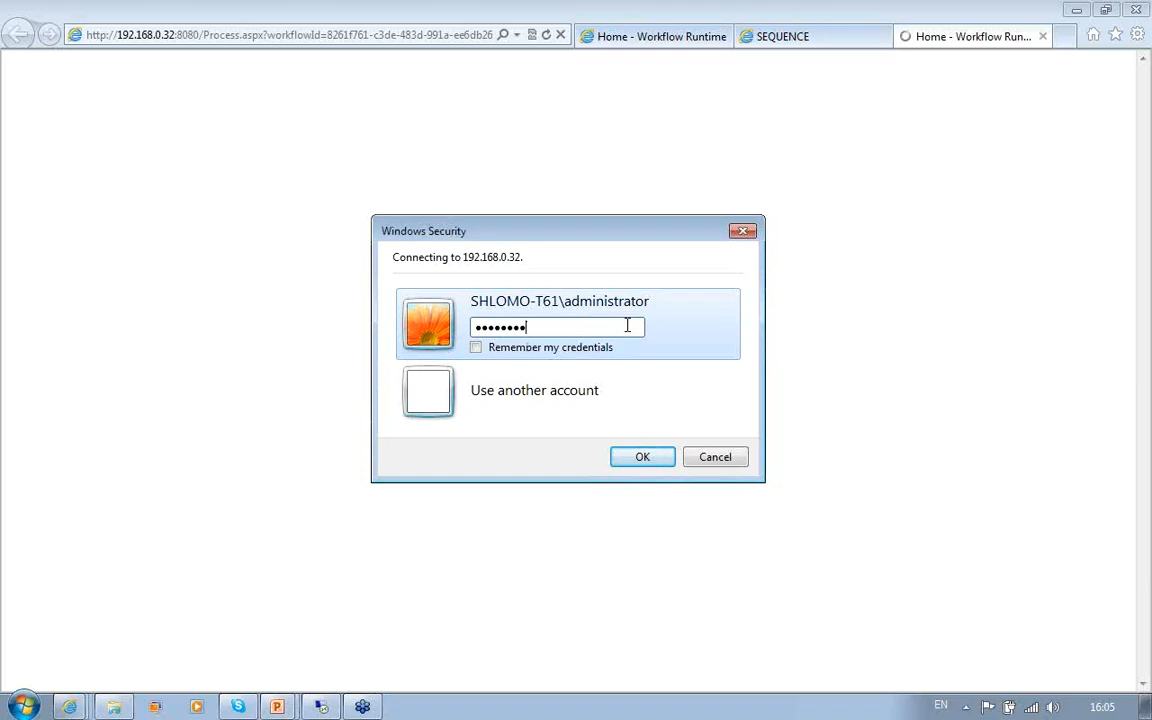 http://192.168.0.32:8080/Process.aspx?workflowId=8261f761-c3de-483d-991a-ee6db26
Home - Workflow Runtime
SEQUENCE
Home - Workflow Run...
Windows Security
Connecting to 192.168.0.32.
SHLOMO-T61\administrator
••••••••
Remember my credentials
Use another account
OK
Cancel
EN
16:05